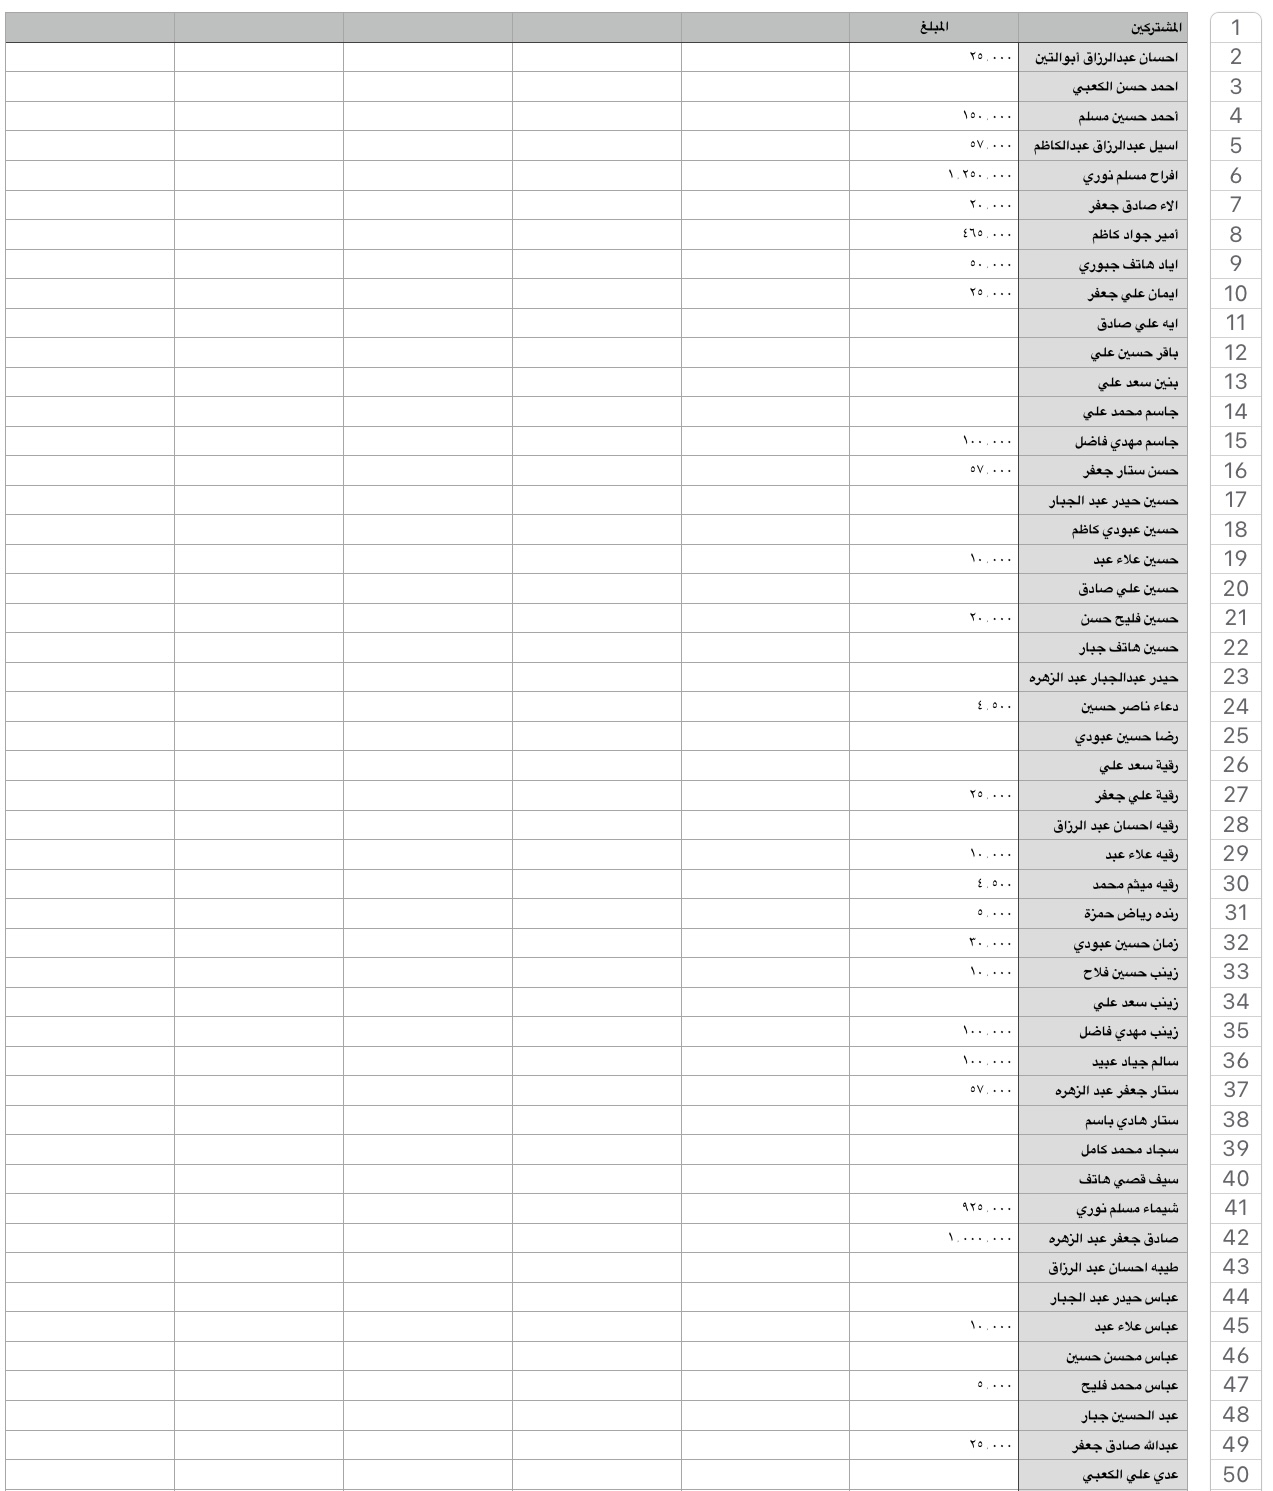 1 المشتركين المبلغ
2 احسان عبدالرزاق أبوالتين ٢٥.٠٠٠
3 احمد حسن الكعبي
4 أحمد حسين مسلم ١٥٠.٠٠٠
5 اسيل عبدالرزاق عبدالكاظم ٥٧.٠٠٠
6 افراح مسلم نوري ١.٢٥٠.٠٠٠
7 الاء صادق جعفر ٢٠.٠٠٠
8 أمير جواد كاظم ٤٦٥.٠٠٠
9 اياد هاتف جبوري ٥٠.٠٠٠
10 ايمان علي جعفر ٢٥.٠٠٠
11 ايه علي صادق
12 باقر حسين علي
13 بنين سعد علي
14 جاسم محمد علي
15 جاسم مهدي فاضل ١٠٠.٠٠٠
16 حسن ستار جعفر ٥٧.٠٠٠
17 حسين حيدر عبد الجبار
18 حسين عبودي كاظم
19 حسين علاء عبد ١٠.٠٠٠
20 حسين علي صادق
21 حسين فليح حسن ٢٠.٠٠٠
22 حسين هاتف جبار
23 حيدر عبدالجبار عبد الزهره
24 دعاء ناصر حسين ٤.٥٠٠
25 رضا حسين عبودي
26 رقية سعد علي
27 رقية علي جعفر ٢٥.٠٠٠
28 رقيه احسان عبد الرزاق
29 رقيه علاء عبد ١٠.٠٠٠
30 رقيه ميثم محمد ٤.٥٠٠
31 رنده رياض حمزة ٥.٠٠٠
32 زمان حسين عبودي ٣٠.٠٠٠
33 زينب حسين فلاح ١٠.٠٠٠
34 زينب سعد علي
35 زينب مهدي فاضل ١٠٠.٠٠٠
36 سالم جياد عبيد ١٠٠.٠٠٠
37 ستار جعفر عبد الزهره ٥٧.٠٠٠
38 ستار هادي باسم
39 سجاد محمد كامل
40 سيف قصي هاتف
41 شيماء مسلم نوري ٩٢٥.٠٠٠
42 صادق جعفر عبد الزهره ١.٠٠٠.٠٠٠
43 طيبه احسان عبد الرزاق
44 عباس حيدر عبد الجبار
45 عباس علاء عبد ١٠.٠٠٠
46 عباس محسن حسين
47 عباس محمد فليح ٥.٠٠٠
48 عبد الحسين جبار
49 عبدالله صادق جعفر ٢٥.٠٠٠
50 عدي علي الكعبي